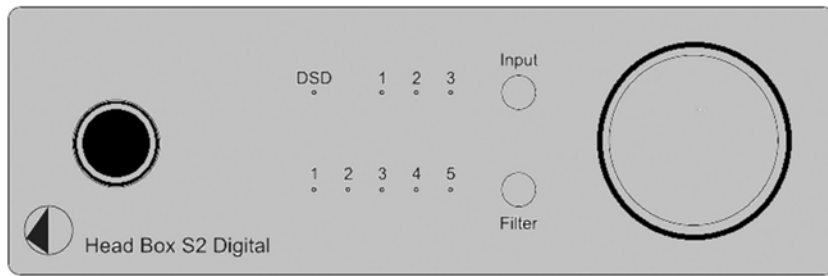 Input
DSD 1 2 3
1 2 3 4 5
Filter
Head Box S2 Digital